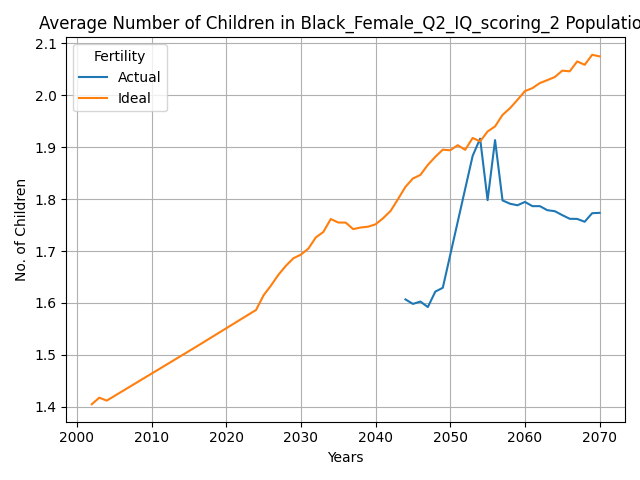 Average Number of Children in Black_Female_Q2_IQ_scoring_2 Populatio
Fertility
Actual
Ideal
2.1
2.0
1.9
1.8
1.7
1.6
1.5
1.4
No. of Children
2000 2010 2020 2030 2040 2050 2060 2070
Years